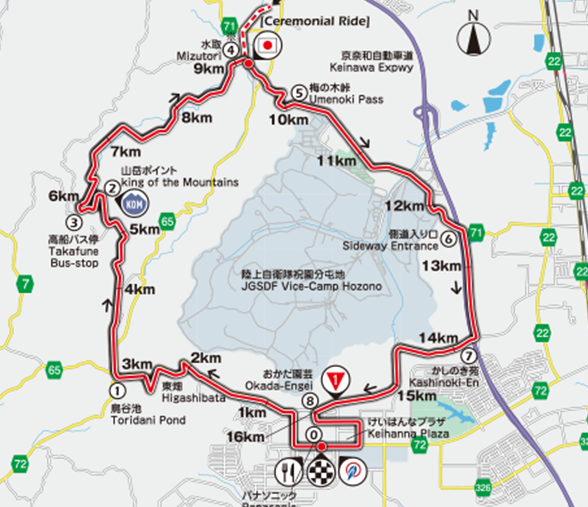 [Ceremonial Ride]
71
N
水取
Mizutori
4
9km
京奈和自動車道
Keinawa Expwy
22
5
梅の木峠
Umenoki Pass
22
8km
10km
7km
11km
山岳ポイント
King of the Mountains
2
KOM
6km
3
5km
高船バス停
Takafune
Bus-stop
65
12km
側道入り口
Sideway Entrance
6
71
22
13km
22
7
4km
陸上自衛隊祝園分屯地
JGSDF Vice-Camp Hozono
22
14km
7
かしのき苑
Kashinoki-En
65
3km
2km
東畑
Higashibata
1
鳥谷池
Toridani Pond
おかだ園芸
Okada-Engei
8
1
15km
1km
16km
0
けいはんなプラザ
Keihanna Plaza
72
22
72
72
326
パナソニック